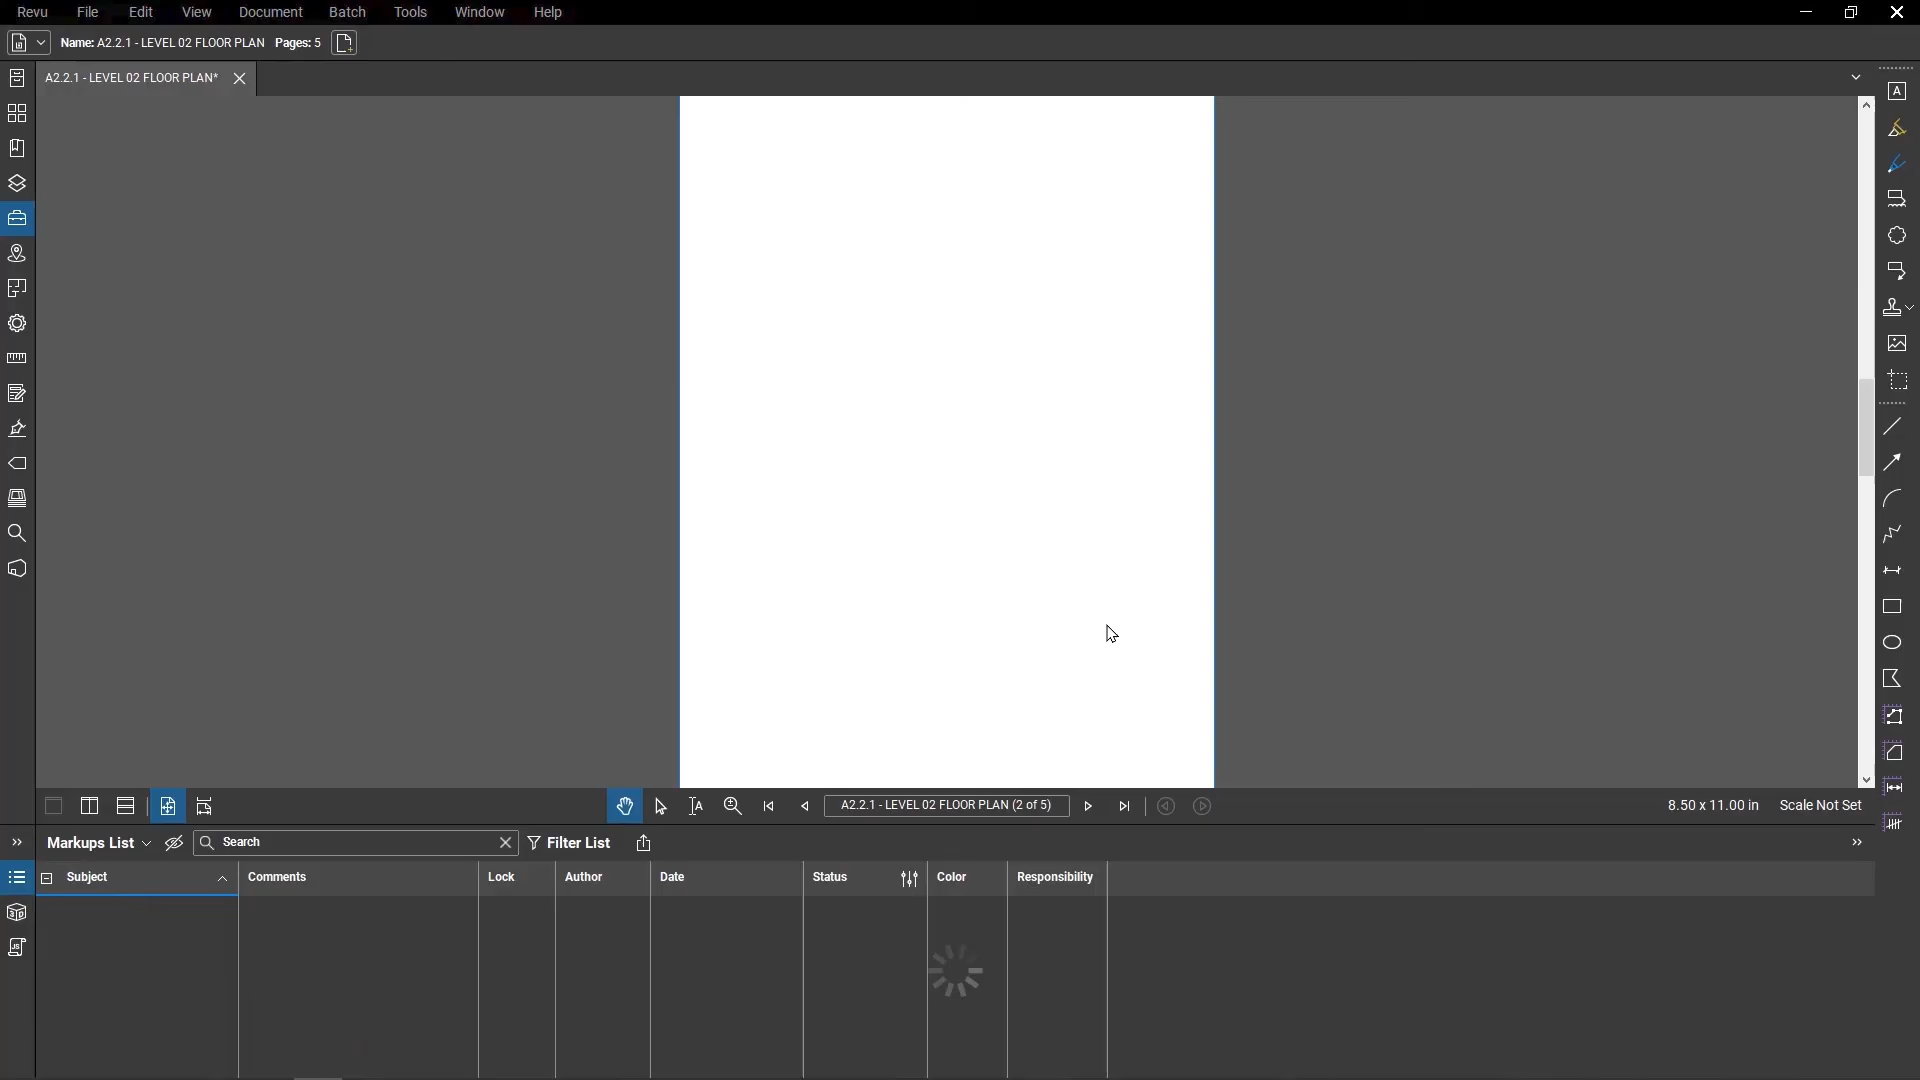 Revu File Edit View Document Batch Tools Window Help
Name: A2.2.1 - LEVEL 02 FLOOR PLAN Pages: 5
A2.2.1 - LEVEL 02 FLOOR PLAN*
A
A2.2.1 - LEVEL 02 FLOOR PLAN (2 of 5) 8.50 x 11.00 in Scale Not Set
Markups List Search Filter List
Subject Comments Lock Author Date Status Color Responsibility
3D
JS